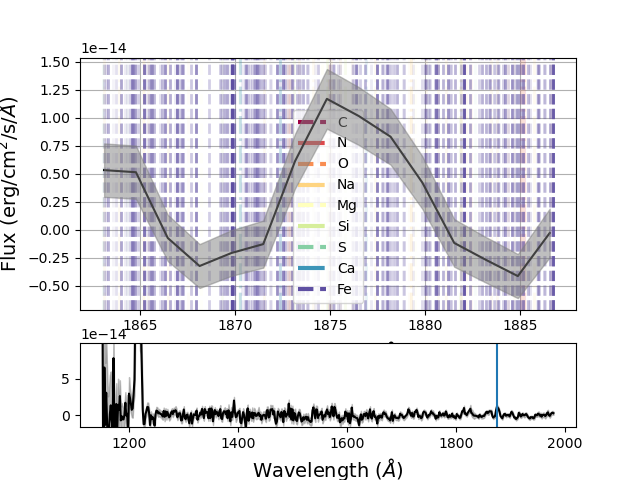 1e−14
1.50
1.25
1.00
0.75
0.50
0.25
0.00
−0.25
−0.50
Flux (erg/cm²/s/Å)
C
N
O
Na
Mg
Si
S
Ca
Fe
1865 1870 1875 1880 1885
1e−14
5
0
1200 1400 1600 1800 2000
Wavelength (Å)